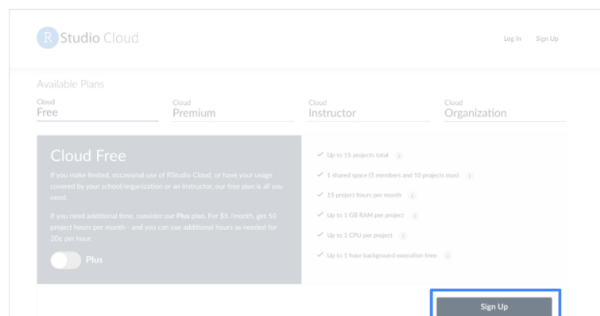 R Studio Cloud
Log In Sign Up
Available Plans
Cloud Free
Cloud Premium
Cloud Instructor
Cloud Organization
Cloud Free
If you make limited, occasional use of RStudio Cloud, or have your usage
covered by your school/organization or an instructor, our free plan is all you
need.
If you need additional time, consider our Plus plan. For $5 /month, get 50
project hours per month - and you can use additional hours as needed for
20¢ per hour.
Plus
Up to 15 projects total
1 shared space (5 members and 10 projects max)
15 project hours per month
Up to 1 GB RAM per project
Up to 1 CPU per project
Up to 1 hour background execution time
Sign Up